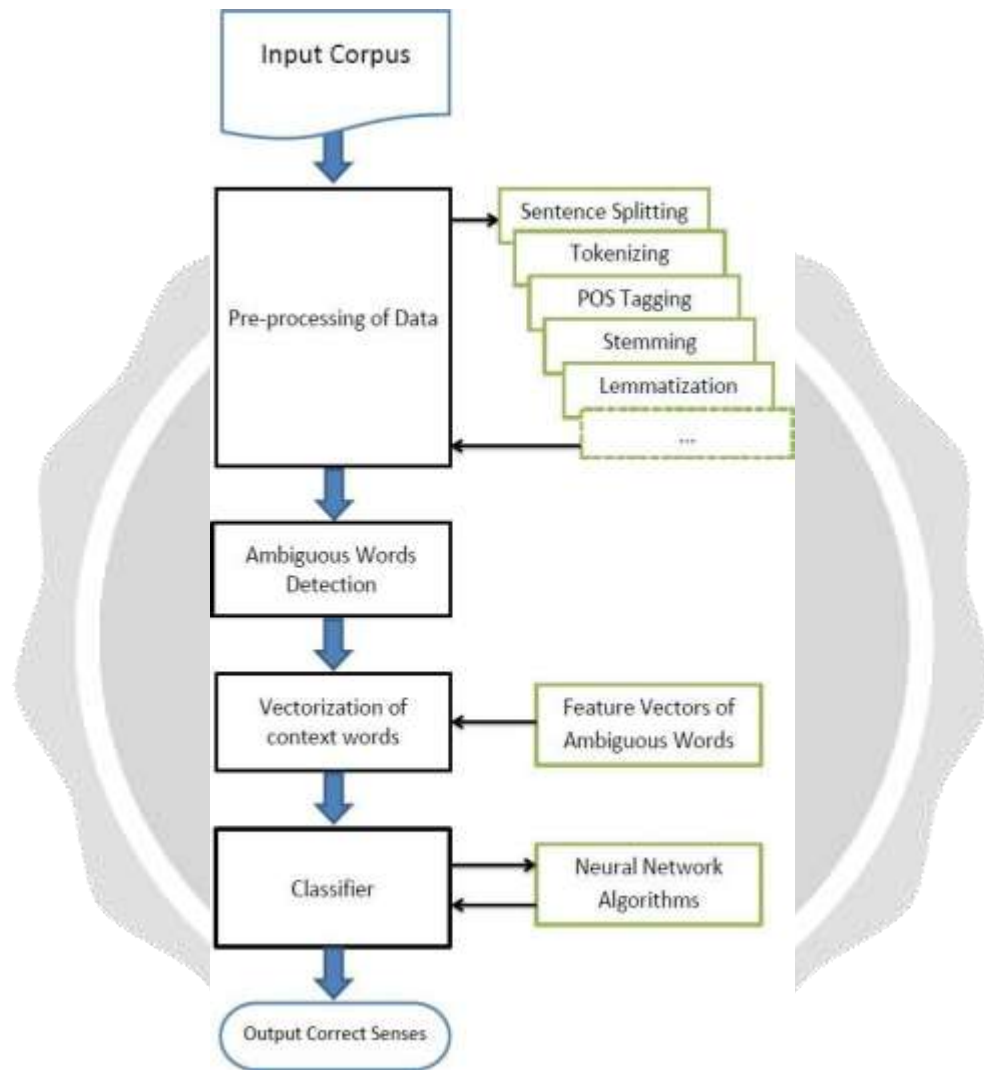 Input Corpus
Sentence Splitting
Tokenizing
POS Tagging
Pre-processing of Data
Stemming
Lemmatization
...
Ambiguous Words
Detection
Vectorization of
context words
Feature Vectors of
Ambiguous Words
Classifier
Neural Network
Algorithms
Output Correct Senses